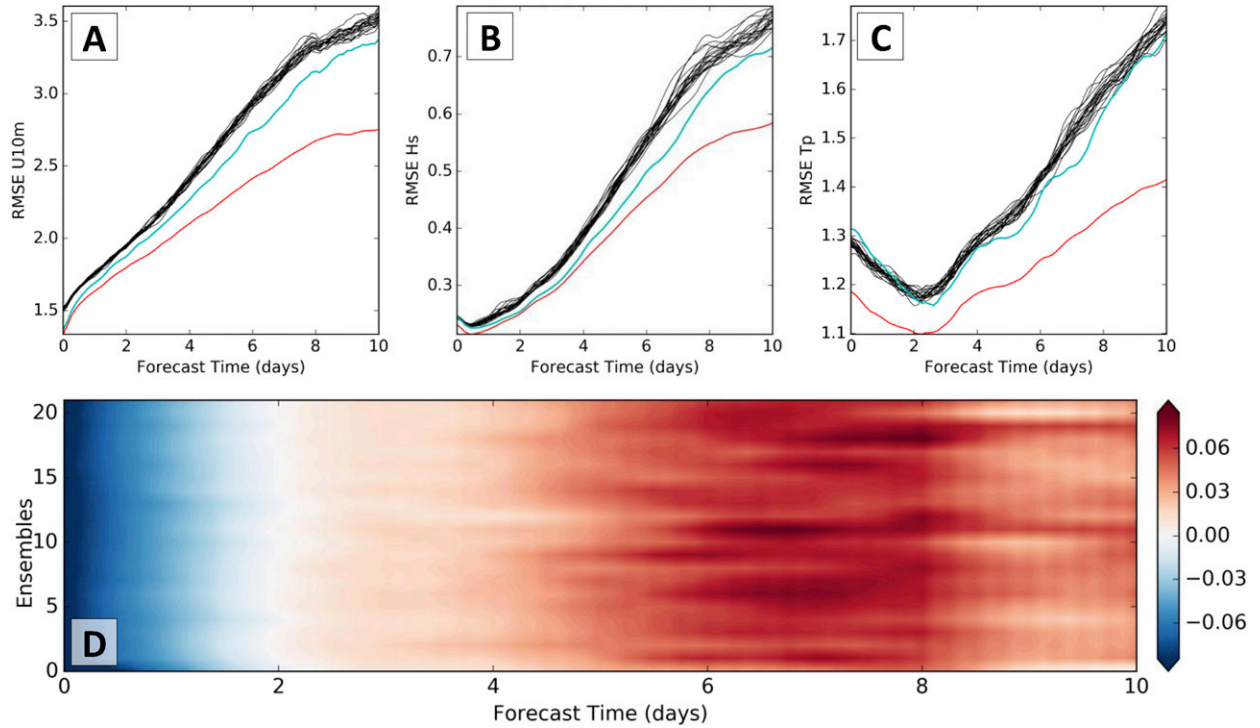 A
RMSE U10m
3.5
3.0
2.5
2.0
1.5
0 2 4 6 8 10
Forecast Time (days)
B
RMSE Hs
0.7
0.6
0.5
0.4
0.3
0 2 4 6 8 10
Forecast Time (days)
C
RMSE Tp
1.7
1.6
1.5
1.4
1.3
1.2
1.1
0 2 4 6 8 10
Forecast Time (days)
D
Ensembles
20
15
10
5
0
0 2 4 6 8 10
Forecast Time (days)
0.06
0.03
0.00
−0.03
−0.06